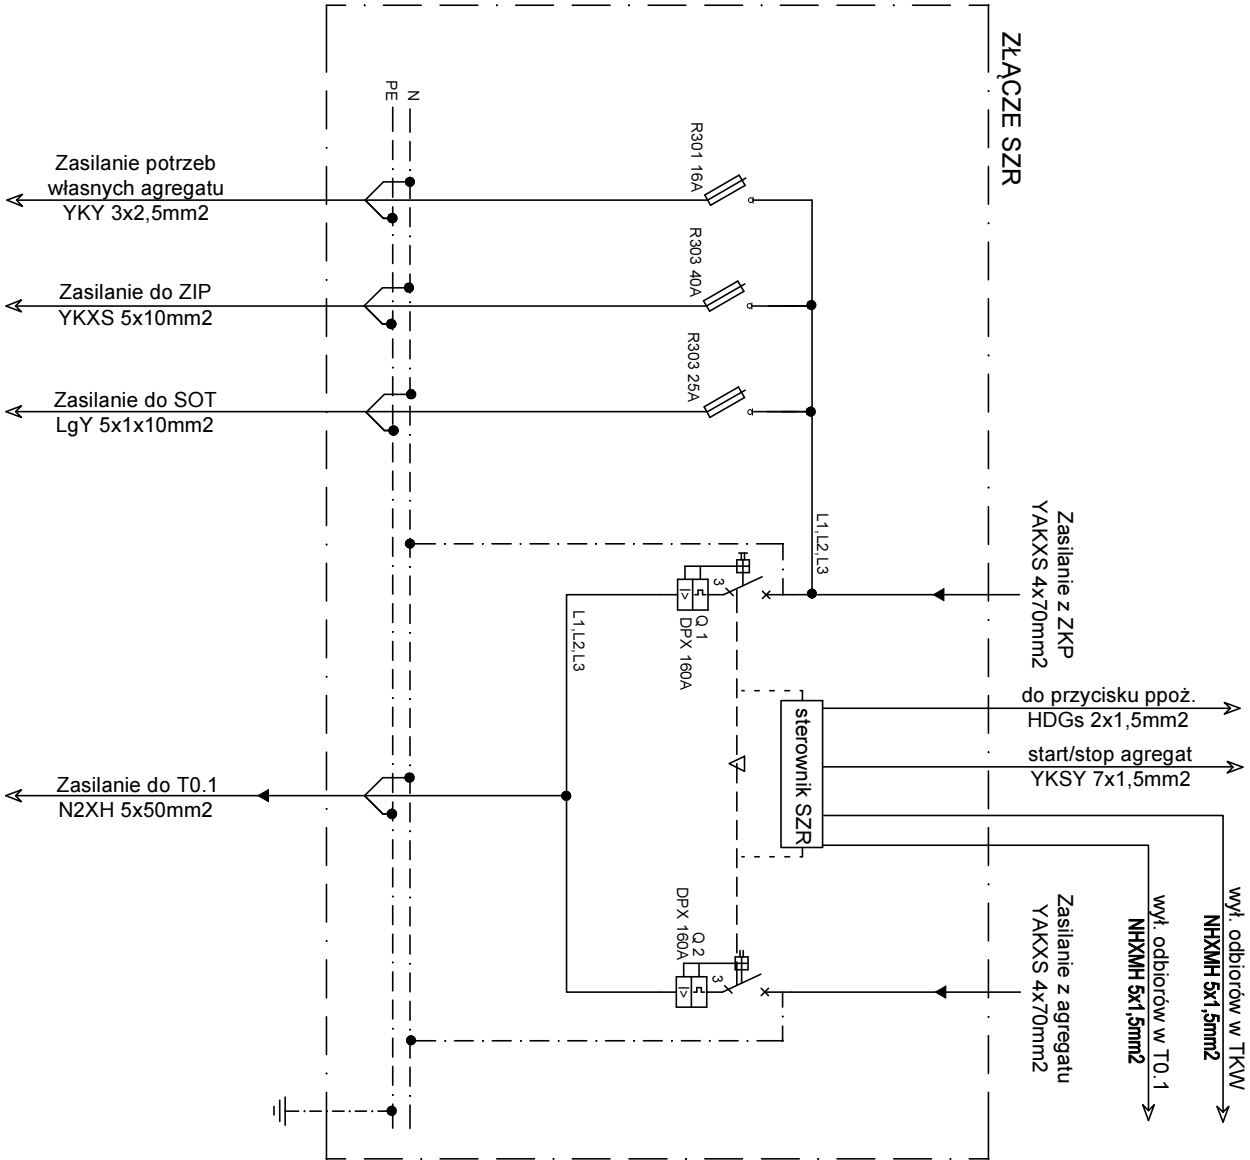 ZŁĄCZE SZR
N
PE
R301 16A
R303 40A
R303 25A
Zasilanie potrzeb
własnych agregatu
YKY 3x2,5mm2
Zasilanie do ZIP
YKXS 5x10mm2
Zasilanie do SOT
LgY 5x1x10mm2
L1,L2,L3
Zasilanie z ZKP
YAKXS 4x70mm2
3
I>
Q 1
DPX 160A
L1,L2,L3
sterownik SZR
do przycisku ppoż.
HDGs 2x1,5mm2
start/stop agregat
YKSY 7x1,5mm2
Zasilanie do T0.1
N2XH 5x50mm2
3
I>
Q 2
DPX 160A
Zasilanie z agregatu
YAKXS 4x70mm2
wył. odbiorów w T0.1
NHXMH 5x1,5mm2
wył. odbiorów w TKW
NHXMH 5x1,5mm2